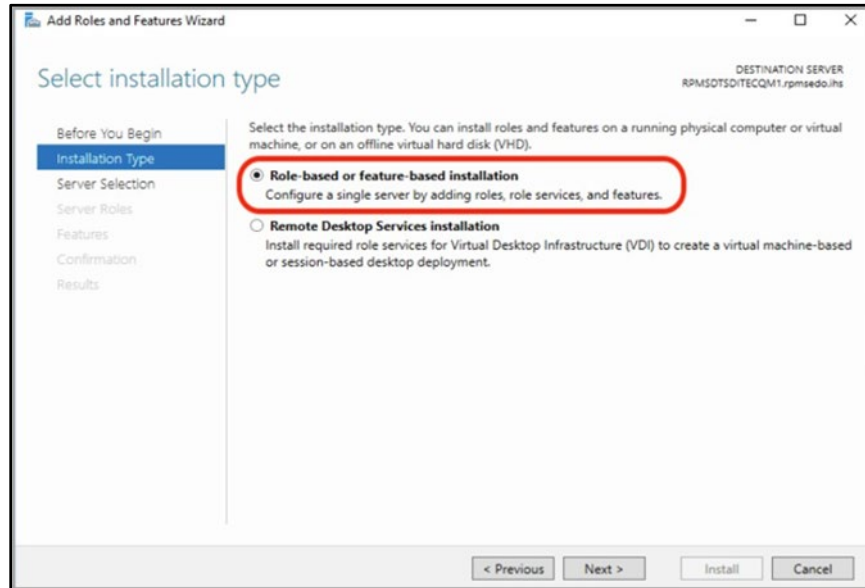 Add Roles and Features Wizard
Select installation type
DESTINATION SERVER
RPMSDTSDITECQM1.rpmsedo.ihs
Before You Begin
Installation Type
Server Selection
Server Roles
Features
Confirmation
Results
Select the installation type. You can install roles and features on a running physical computer or virtual
machine, or on an offline virtual hard disk (VHD).
Role-based or feature-based installation
Configure a single server by adding roles, role services, and features.
Remote Desktop Services installation
Install required role services for Virtual Desktop Infrastructure (VDI) to create a virtual machine-based
or session-based desktop deployment.
< Previous
Next >
Install
Cancel